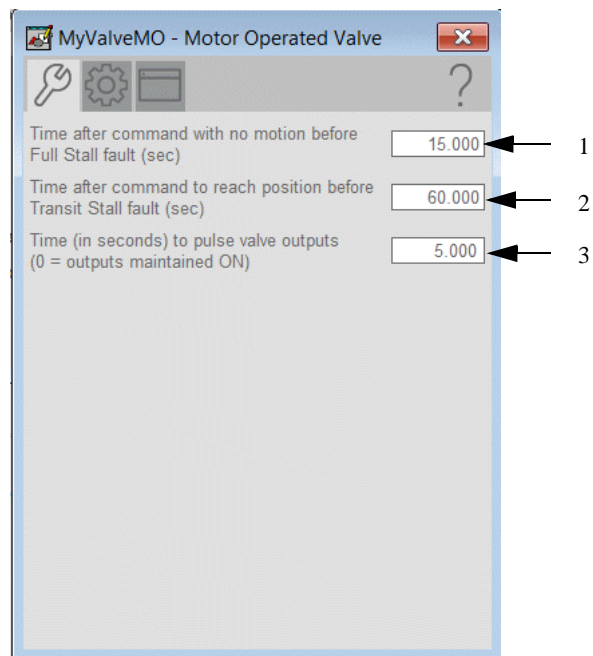 MyValveMO - Motor Operated Valve
?
Time after command with no motion before
Full Stall fault (sec)
15.000
1
Time after command to reach position before
Transit Stall fault (sec)
60.000
2
Time (in seconds) to pulse valve outputs
(0 = outputs maintained ON)
5.000
3